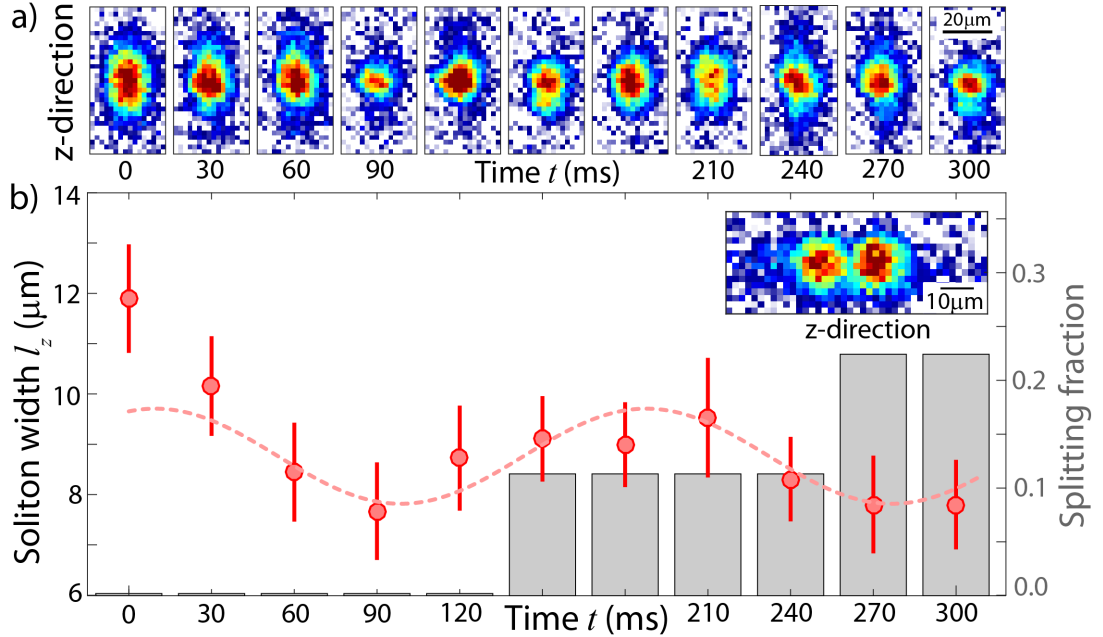 a)
z-direction
20μm
0 30 60 90 Time t (ms) 210 240 270 300
b)
14
12
10
8
6
Soliton width l_z (μm)
10μm
z-direction
0.3
0.2
0.1
0.0
Splitting fraction
0 30 60 90 120 Time t (ms) 210 240 270 300